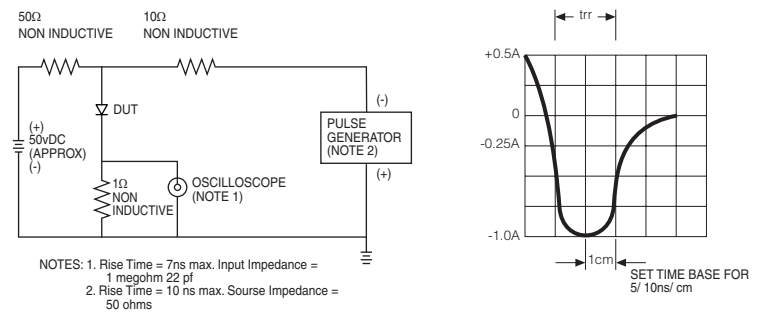 50Ω
NON INDUCTIVE
10Ω
NON INDUCTIVE
DUT
(+)
50vDC
(APPROX)
(-)
1Ω
NON
INDUCTIVE
OSCILLOSCOPE
(NOTE 1)
(-)
PULSE
GENERATOR
(NOTE 2)
(+)
NOTES: 1. Rise Time = 7ns max. Input Impedance =
1 megohm 22 pf
2. Rise Time = 10 ns max. Sourse Impedance =
50 ohms
trr
+0.5A
0
-0.25A
-1.0A
1cm
SET TIME BASE FOR
5/ 10ns/ cm